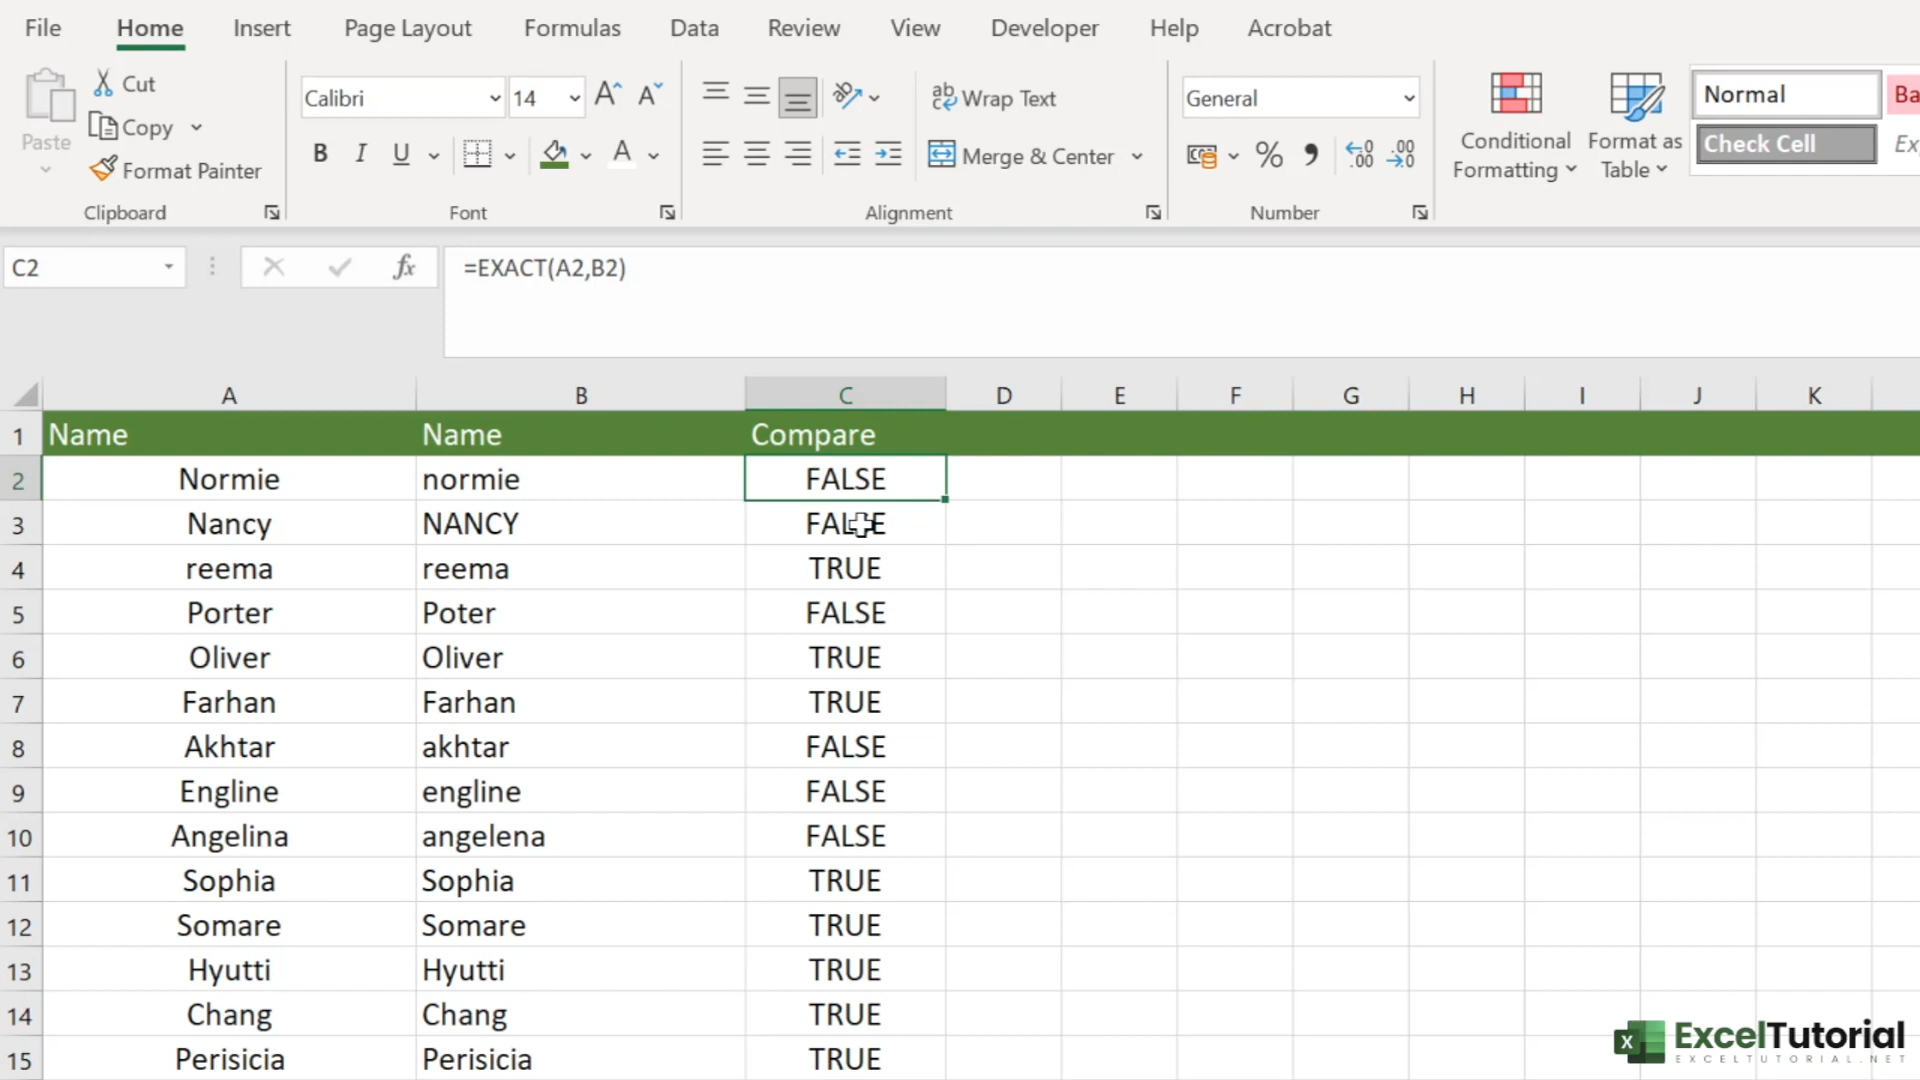 File Home Insert Page Layout Formulas Data Review View Developer Help Acrobat
Paste
Cut
Copy
Format Painter
Clipboard
Calibri 14
B I U A
Font
Wrap Text
Merge & Center
Alignment
General
% , .00 .00
Number
Conditional Formatting
Format as Table
Normal Ba
Check Cell Ex
C2 fx =EXACT(A2,B2)
A B C D E F G H I J K
1 Name Name Compare
2 Normie normie FALSE
3 Nancy NANCY FALSE
4 reema reema TRUE
5 Porter Poter FALSE
6 Oliver Oliver TRUE
7 Farhan Farhan TRUE
8 Akhtar akhtar FALSE
9 Engline engline FALSE
10 Angelina angelena FALSE
11 Sophia Sophia TRUE
12 Somare Somare TRUE
13 Hyutti Hyutti TRUE
14 Chang Chang TRUE
15 Perisicia Perisicia TRUE
X ExcelTutorial
EXCELTUTORIAL.NET